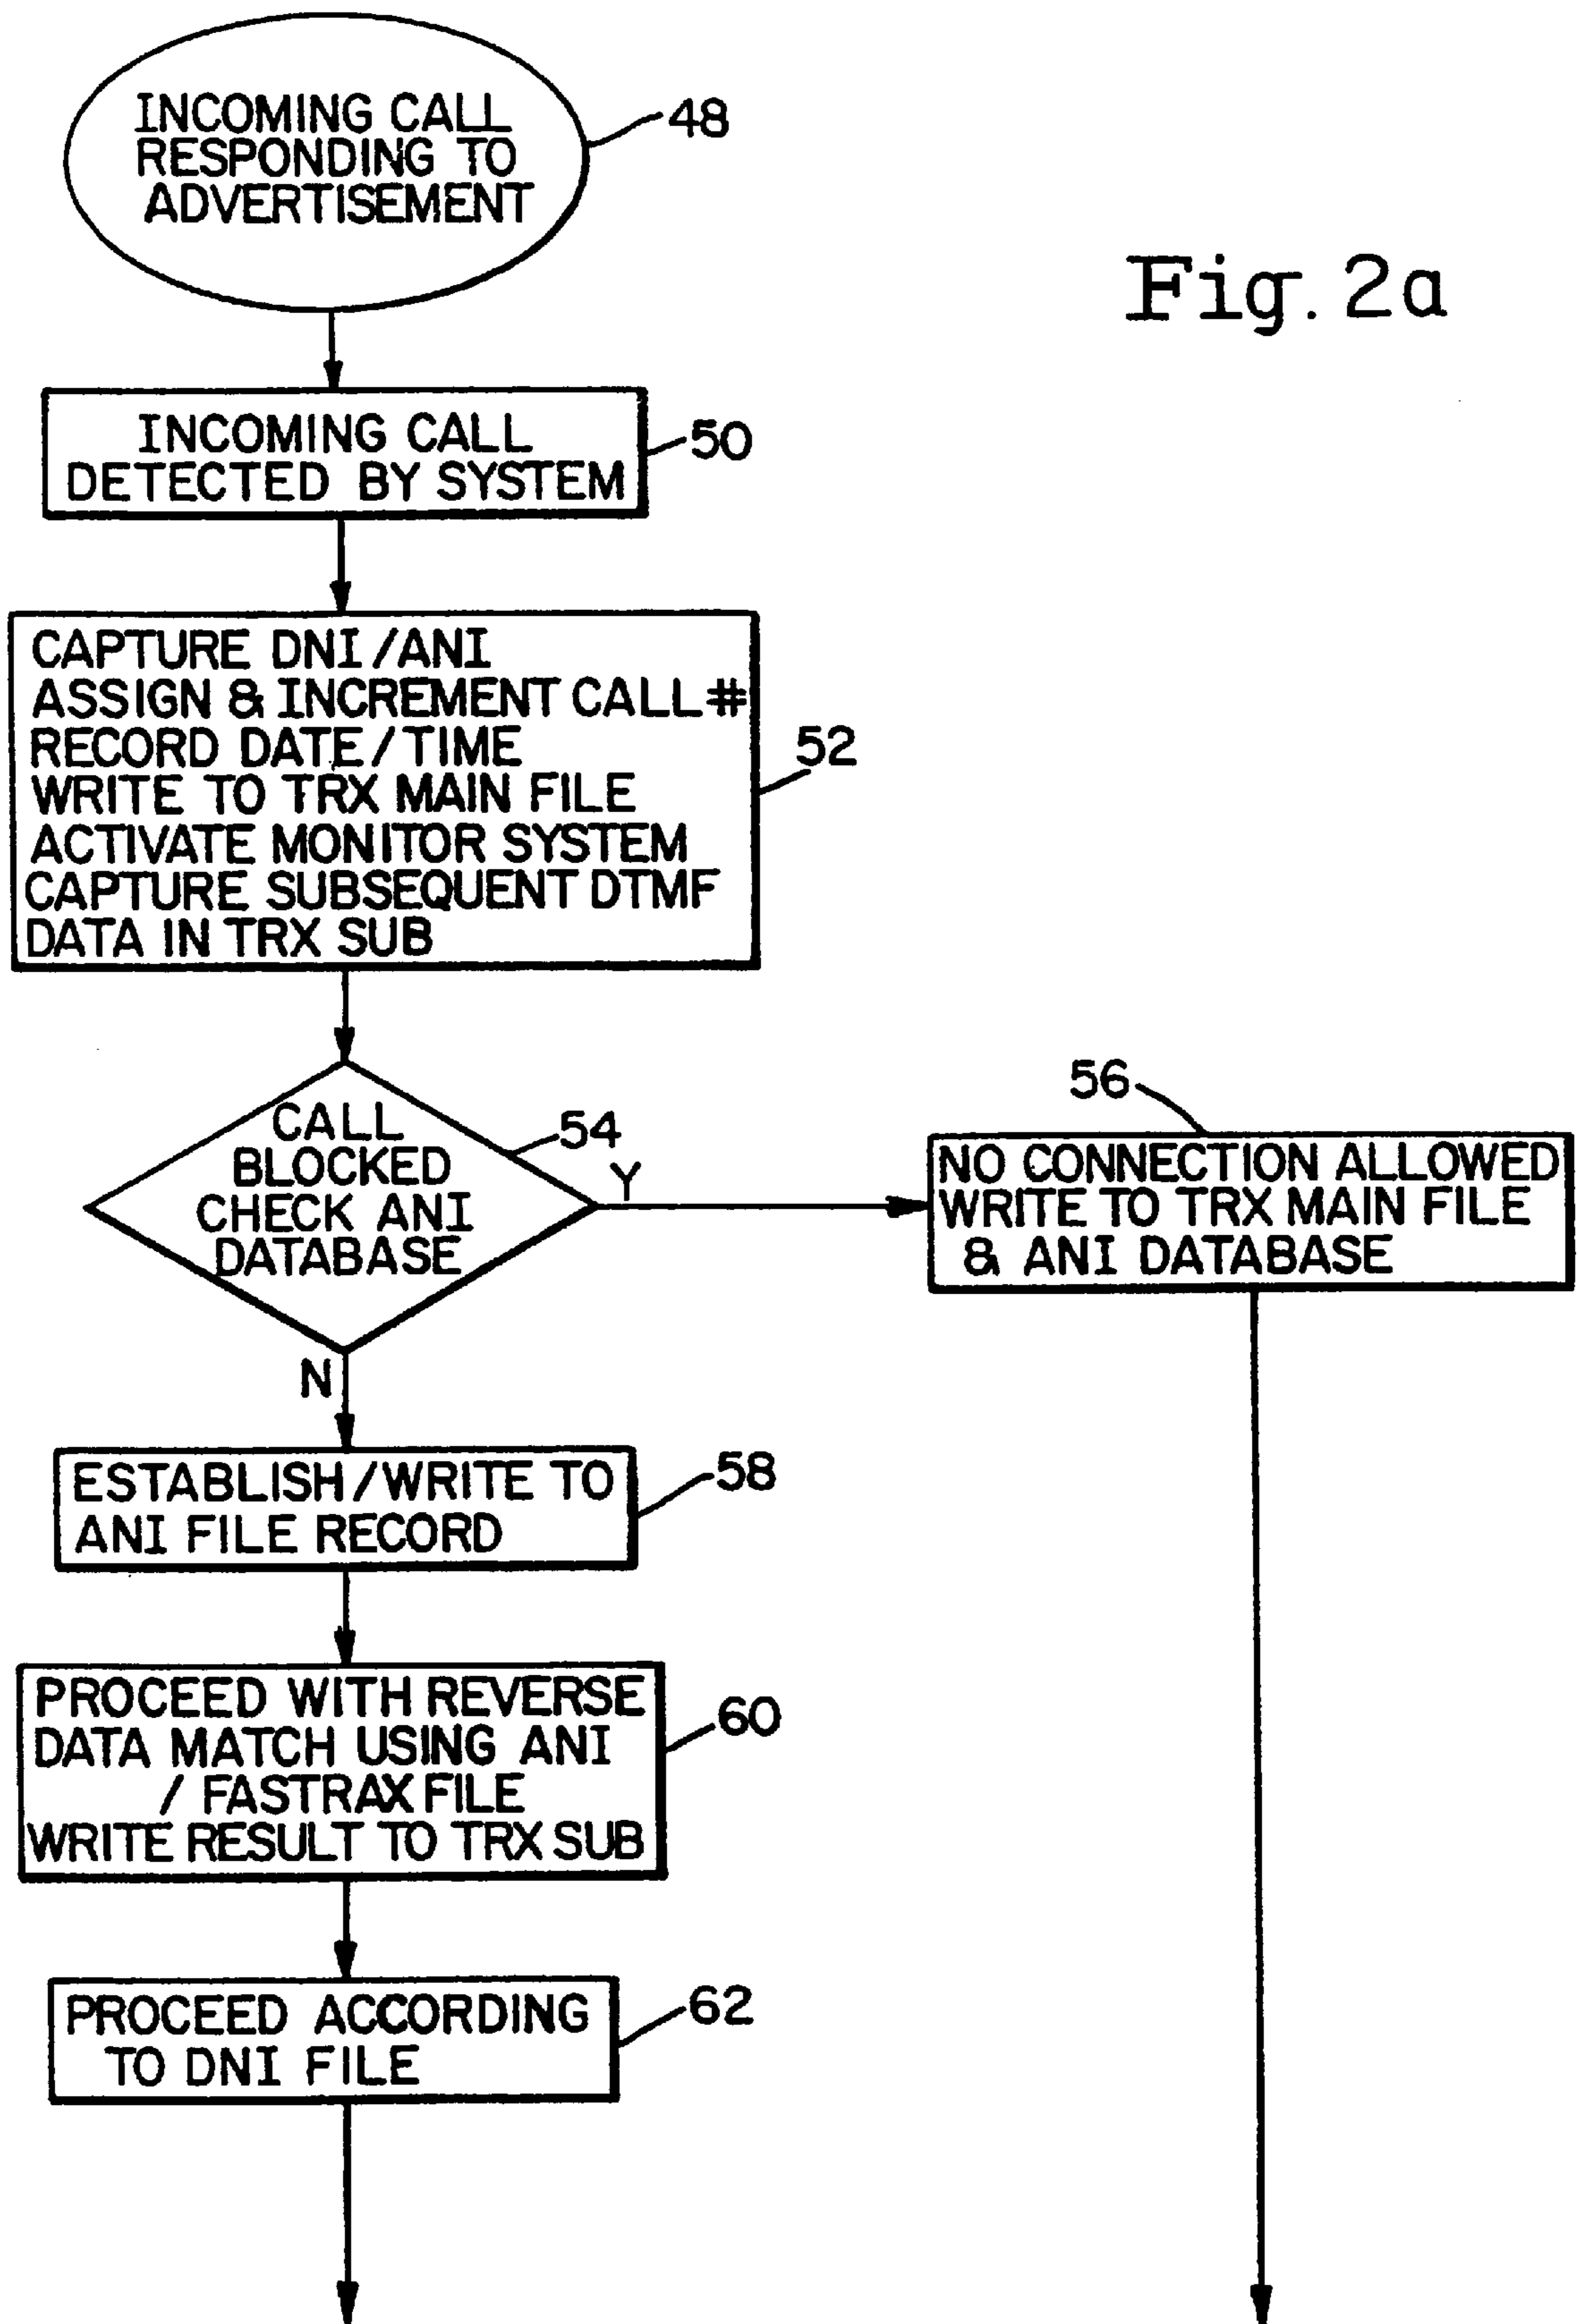 INCOMING CALL
RESPONDING TO
ADVERTISEMENT
48
Fig. 2a
INCOMING CALL
DETECTED BY SYSTEM
50
CAPTURE DNI/ANI
ASSIGN & INCREMENT CALL#
RECORD DATE/TIME
WRITE TO TRX MAIN FILE
ACTIVATE MONITOR SYSTEM
CAPTURE SUBSEQUENT DTMF
DATA IN TRX SUB
52
CALL
BLOCKED
CHECK ANI
DATABASE
54
Y
N
56
NO CONNECTION ALLOWED
WRITE TO TRX MAIN FILE
& ANI DATABASE
ESTABLISH/WRITE TO
ANI FILE RECORD
58
PROCEED WITH REVERSE
DATA MATCH USING ANI
/ FASTRAX FILE
WRITE RESULT TO TRX SUB
60
PROCEED ACCORDING
TO DNI FILE
62